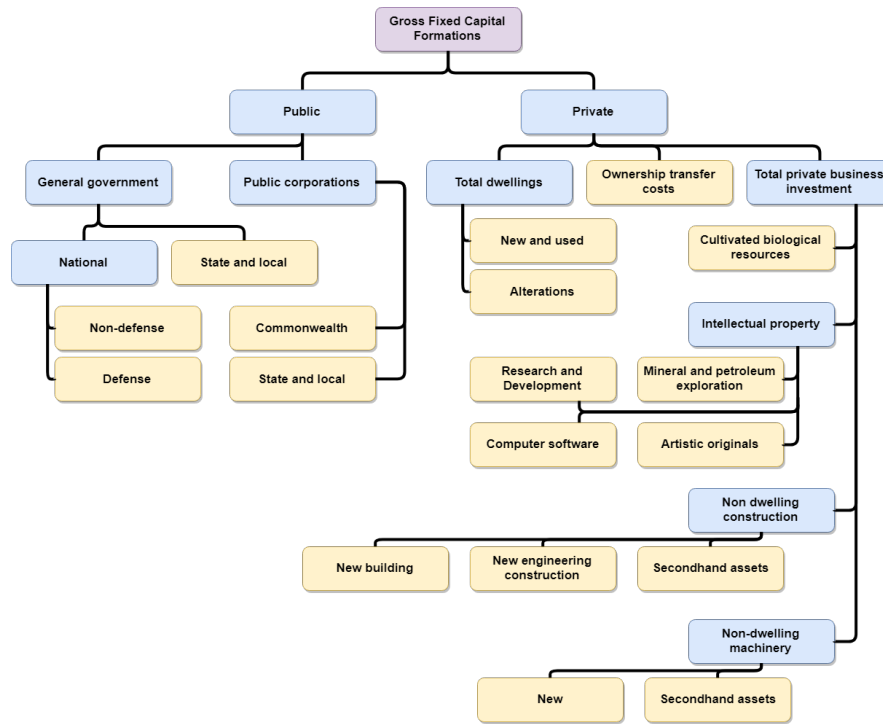 Gross Fixed Capital
Formations
Public
Private
General government
Public corporations
Total dwellings
Ownership transfer
costs
Total private business
investment
National
State and local
New and used
Cultivated biological
resources
Alterations
Non-defense
Commonwealth
Intellectual property
Defense
State and local
Research and
Development
Mineral and petroleum
exploration
Computer software
Artistic originals
Non dwelling
construction
New building
New engineering
construction
Secondhand assets
Non-dwelling
machinery
New
Secondhand assets